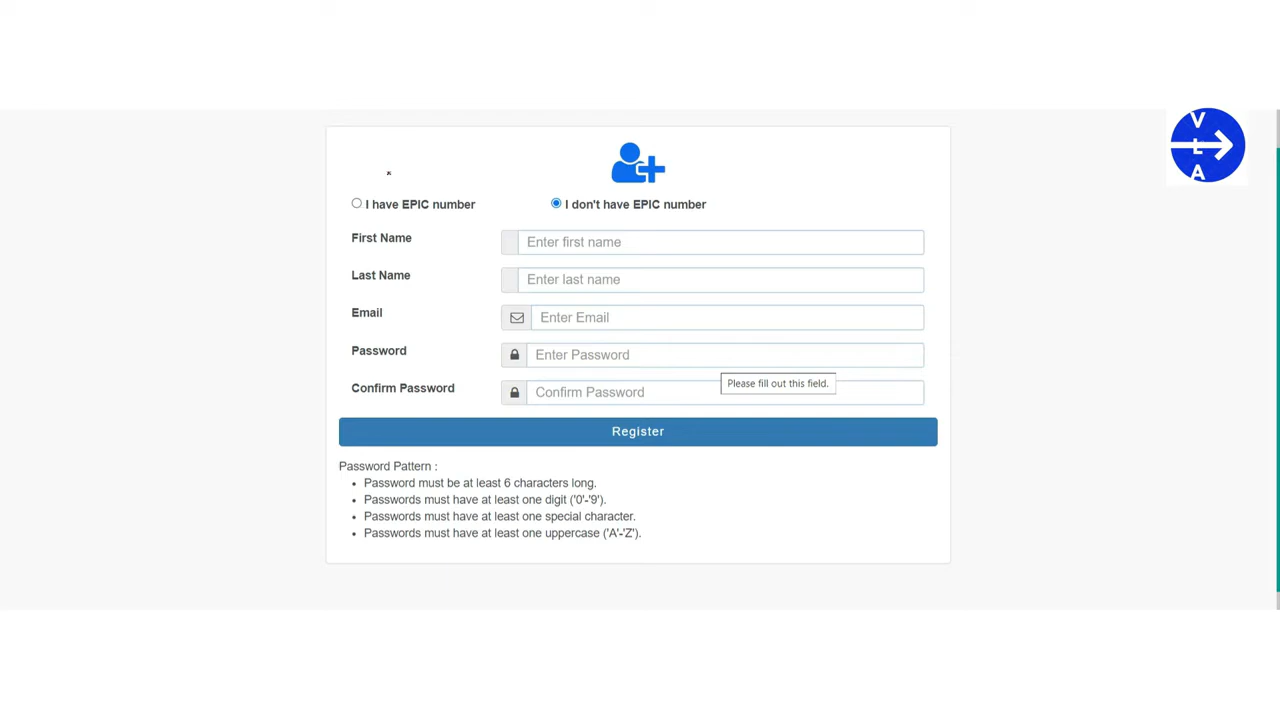 V
L
A
I have EPIC number
I don't have EPIC number
First Name
Enter first name
Last Name
Enter last name
Email
Enter Email
Password
Enter Password
Please fill out this field.
Confirm Password
Confirm Password
Register
Password Pattern :
Password must be at least 6 characters long.
Passwords must have at least one digit ('0'-'9').
Passwords must have at least one special character.
Passwords must have at least one uppercase ('A'-'Z').